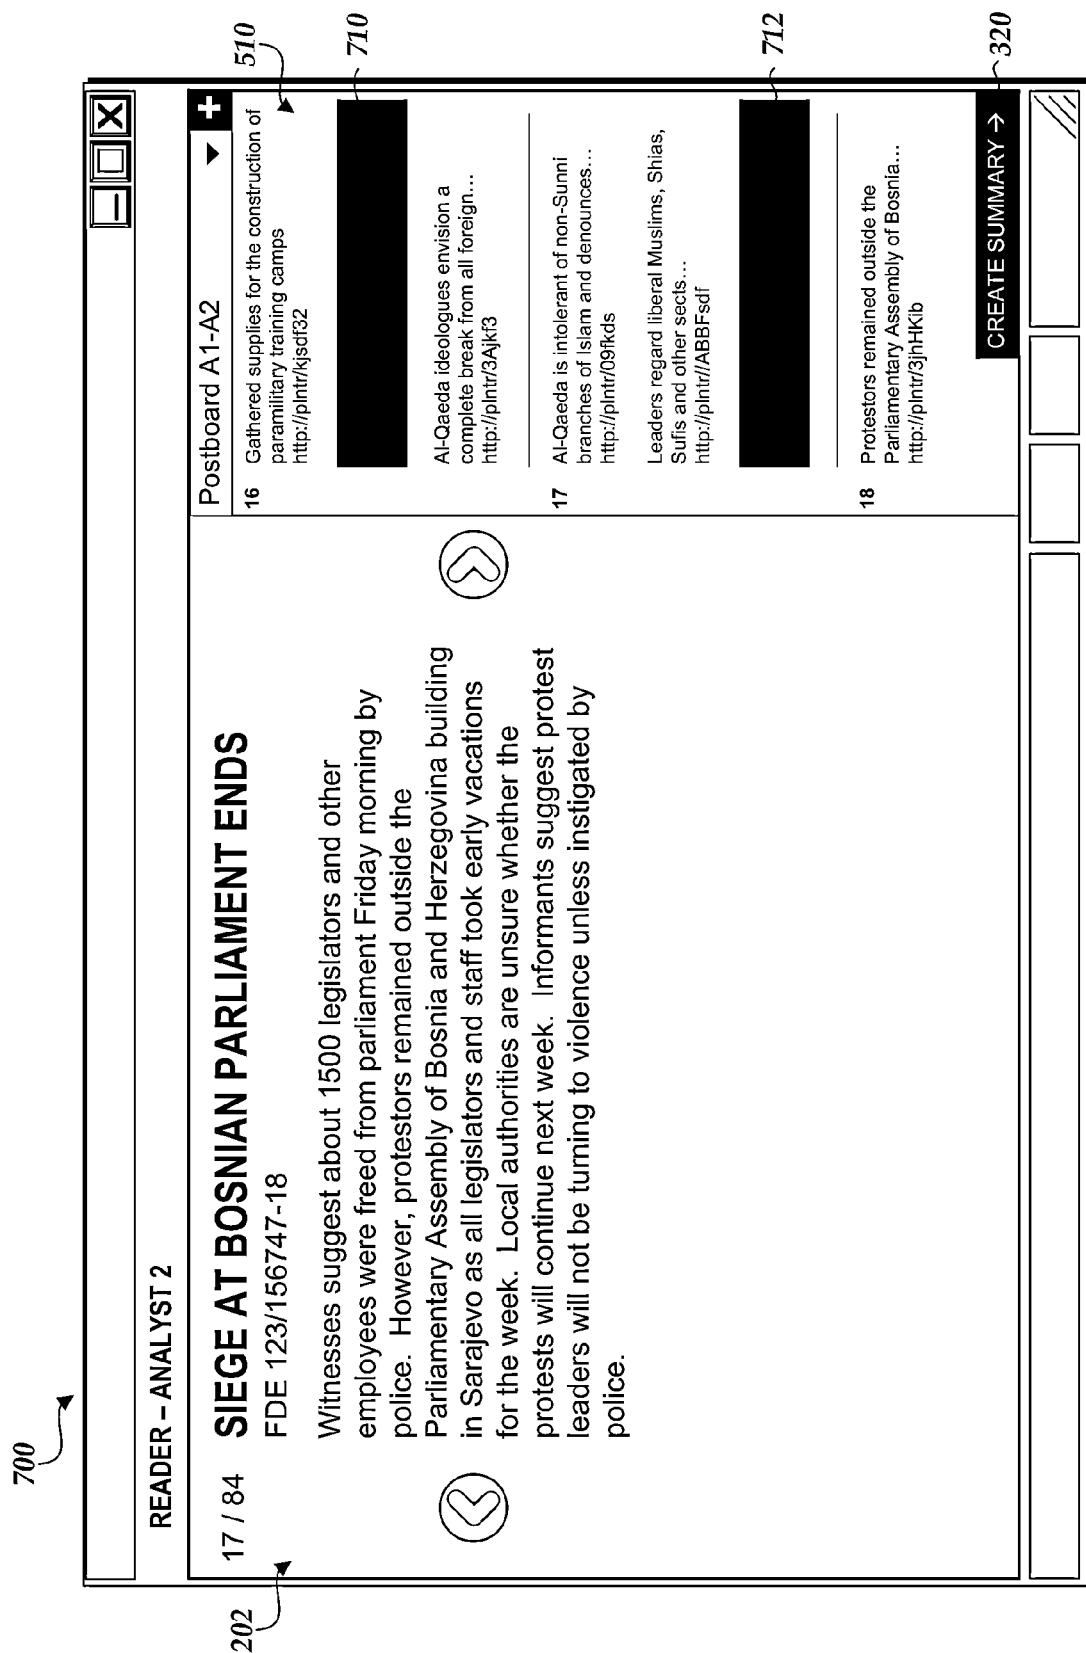 700
READER – ANALYST 2
202
17 / 84
SIEGE AT BOSNIAN PARLIAMENT ENDS
FDE 123/156747-18
Witnesses suggest about 1500 legislators and other
employees were freed from parliament Friday morning by
police. However, protestors remained outside the
Parliamentary Assembly of Bosnia and Herzegovina building
in Sarajevo as all legislators and staff took early vacations
for the week. Local authorities are unsure whether the
protests will continue next week. Informants suggest protest
leaders will not be turning to violence unless instigated by
police.
Postboard A1-A2
510
16
Gathered supplies for the construction of
paramilitary training camps
http://plntr/kjsdf32
710
Al-Qaeda ideologues envision a
complete break from all foreign...
http://plntr/3Ajkf3
17
Al-Qaeda is intolerant of non-Sunni
branches of Islam and denounces...
http://plntr/09fkds
Leaders regard liberal Muslims, Shias,
Sufis and other sects...
http://plntr//ABBFsdf
712
18
Protestors remained outside the
Parliamentary Assembly of Bosnia...
http://plntr/3jhHKib
CREATE SUMMARY →
320